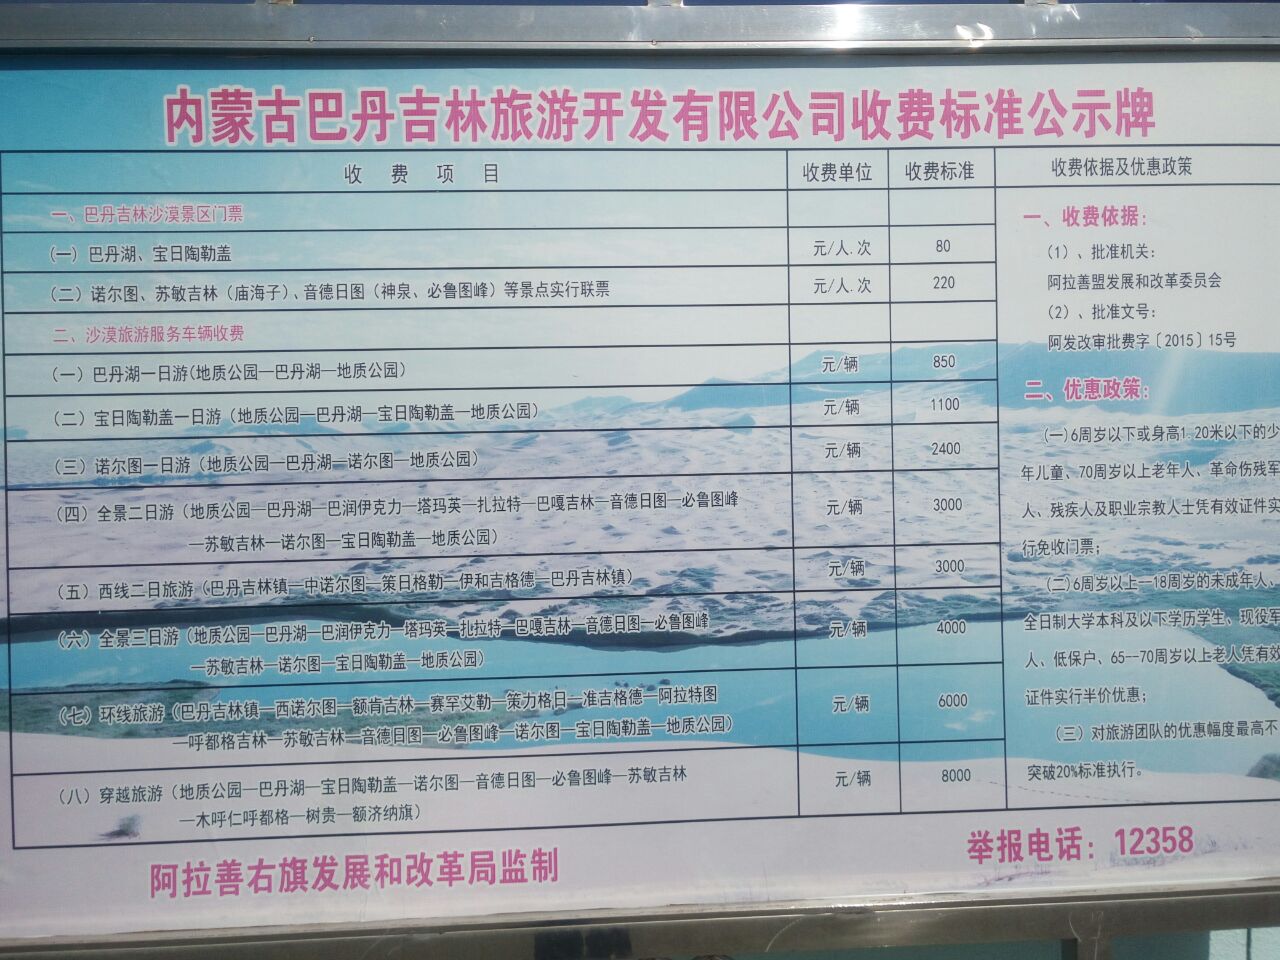 内蒙古巴丹吉林旅游开发有限公司收费标准公示牌
收费项目 收费单位 收费标准 收费依据及优惠政策
一、巴丹吉林沙漠景区门票
(一) 巴丹湖、宝日陶勒盖 元/人.次 80
(二) 诺尔图、苏敏吉林（庙海子）、音德日图（神泉、必鲁图峰）等景点实行联票 元/人.次 220
二、沙漠旅游服务车辆收费
(一) 巴丹湖一日游(地质公园—巴丹湖—地质公园) 元/辆 850
(二) 宝日陶勒盖一日游（地质公园—巴丹湖—宝日陶勒盖—地质公园） 元/辆 1100
(三) 诺尔图一日游（地质公园—巴丹湖—诺尔图—地质公园） 元/辆 2400
(四) 全景二日游（地质公园—巴丹湖—巴润伊克力—塔玛英—扎拉特—巴嘎吉林—音德日图—必鲁图峰 元/辆 3000
—苏敏吉林—诺尔图—宝日陶勒盖—地质公园）
(五) 西线二日旅游（巴丹吉林镇—中诺尔图—策日格勒—伊和吉格德—巴丹吉林镇） 元/辆 3000
(六) 全景三日游（地质公园—巴丹湖—巴润伊克力—塔玛英—扎拉特—巴嘎吉林—音德日图—必鲁图峰 元/辆 4000
—苏敏吉林—诺尔图—宝日陶勒盖—地质公园）
(七) 环线旅游（巴丹吉林镇—西诺尔图—额肯吉林—赛罕艾勒—策力格日—准吉格德—阿拉特图 元/辆 6000
—呼都格吉林—苏敏吉林—音德日图—必鲁图峰—诺尔图—宝日陶勒盖—地质公园）
(八) 穿越旅游（地质公园—巴丹湖—宝日陶勒盖—诺尔图—音德日图—必鲁图峰—苏敏吉林 元/辆 8000
—木呼仁呼都格—树贵—额济纳旗）
一、收费依据：
（1）、批准机关：
阿拉善盟发展和改革委员会
（2）、批准文号：
阿发改审批费字〔2015〕15号
二、优惠政策：
(一)6周岁以下或身高1.20米以下的少
年儿童、70周岁以上老年人、革命伤残军
人、残疾人及职业宗教人士凭有效证件实
行免收门票；
(二)6周岁以上—18周岁的未成年人、
全日制大学本科及以下学历学生、现役军
人、低保户、65--70周岁以上老人凭有效
证件实行半价优惠；
(三) 对旅游团队的优惠幅度最高不
突破20%标准执行。
阿拉善右旗发展和改革局监制
举报电话：12358